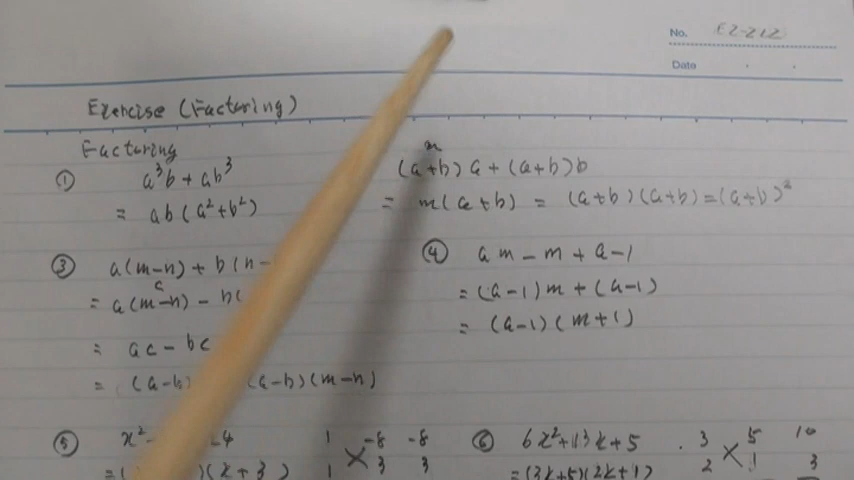 No. EZ-212
Date
Exercise (Factoring)
Factoring
① a³b + ab³
= ab(a²+b²)
m
(a+b)a + (a+b)b
= m(a+b) = (a+b)(a+b) = (a+b)²
③ a(m-n) + b(n-
c
= a(m-n) - b(
= ac - bc
= (a-b) (a-b)(m-n)
④ am - m + a - 1
= (a-1)m + (a-1)
= (a-1)(m+1)
⑤ x² 24
)(x+3)
1 -8 -8
1 3 3
⑥ 6x²+13x+5
= (3x+5)(2x+1)
3 5 10
2 1 3